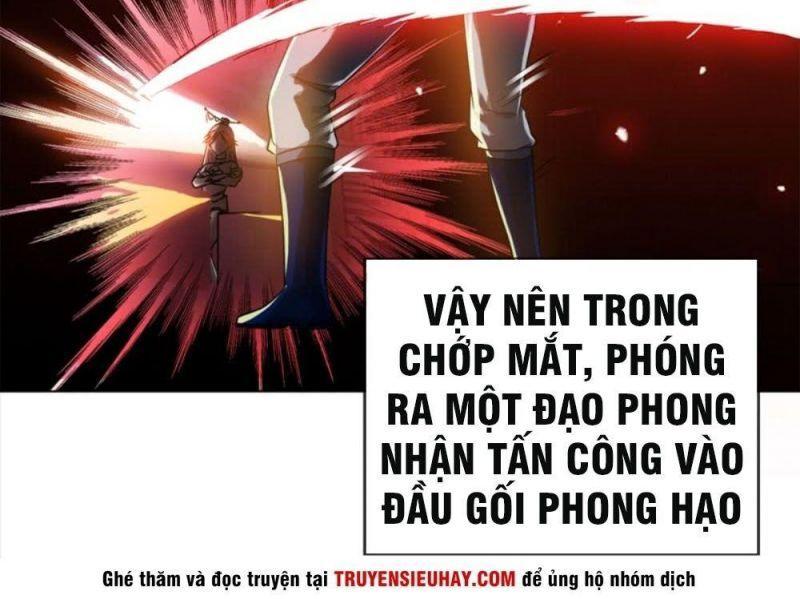 VẬY NÊN TRONG
CHỚP MẮT, PHÓNG
RA MỘT ĐẠO PHONG
NHẬN TẤN CÔNG VÀO
ĐẦU GỐI PHONG HẠO
Ghé thăm và đọc truyện tại TRUYENSIEUHAY.COM để ủng hộ nhóm dịch